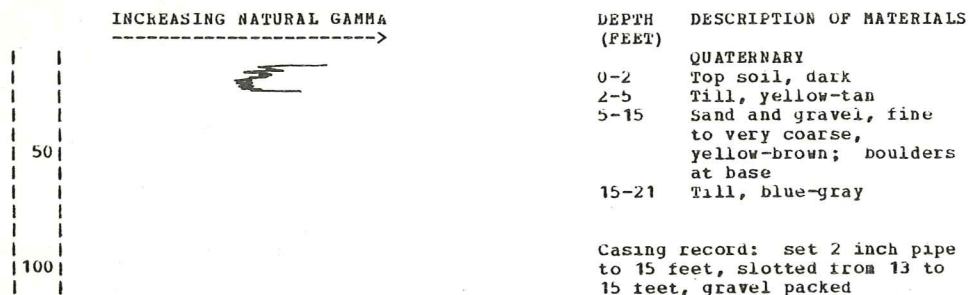 INCREASING NATURAL GAMMA
----------------------->
50
100
DEPTH DESCRIPTION OF MATERIALS
(FEET)
QUATERNARY
0-2 Top soil, dark
2-5 Till, yellow-tan
5-15 Sand and gravel, fine
to very coarse,
yellow-brown; boulders
at base
15-21 Till, blue-gray
Casing record: set 2 inch pipe
to 15 feet, slotted from 13 to
15 feet, gravel packed